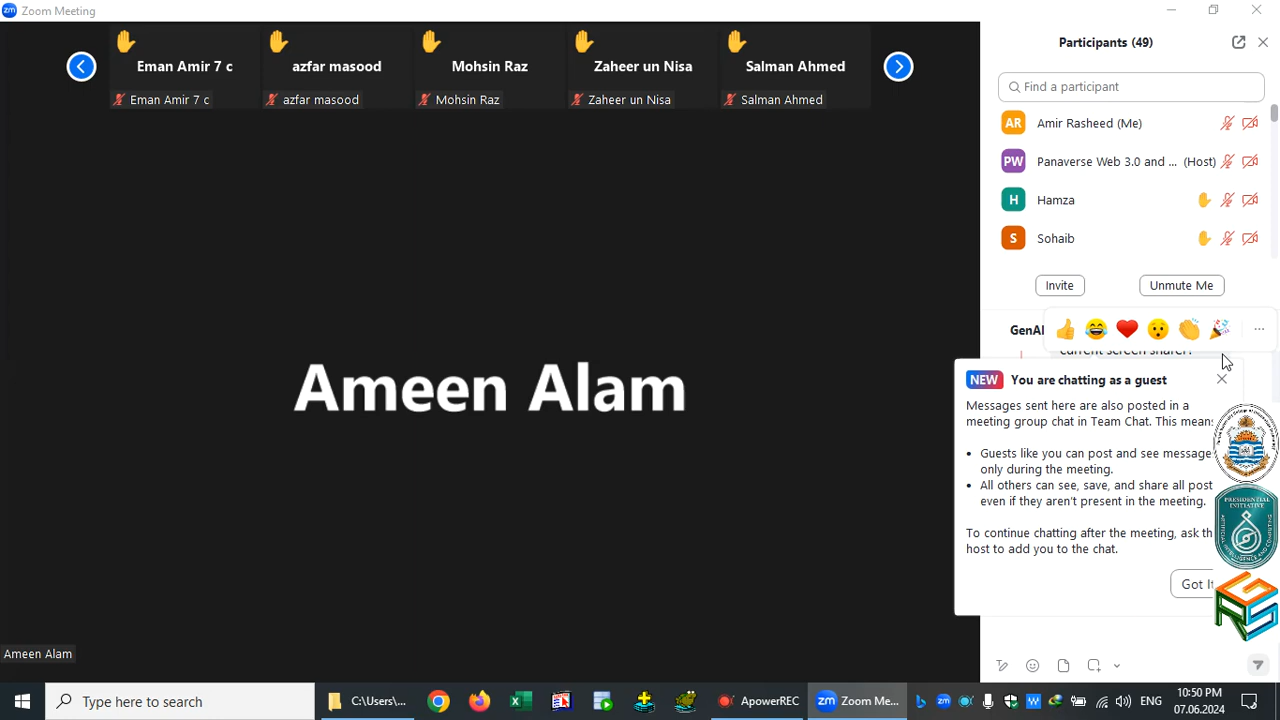 Zoom Meeting
Eman Amir 7 c
azfar masood
Mohsin Raz
Zaheer un Nisa
Salman Ahmed
Eman Amir 7 c
azfar masood
Mohsin Raz
Zaheer un Nisa
Salman Ahmed
Ameen Alam
Ameen Alam
Participants (49)
Find a participant
AR Amir Rasheed (Me)
PW Panaverse Web 3.0 and ... (Host)
H Hamza
S Sohaib
Invite
Unmute Me
current screen sharer?
NEW You are chatting as a guest
Messages sent here are also posted in a
meeting group chat in Team Chat. This means
• Guests like you can post and see message
only during the meeting.
• All others can see, save, and share all post
even if they aren't present in the meeting.
To continue chatting after the meeting, ask th
host to add you to the chat.
Got It
PRESIDENTIAL
INITIATIVE
Type here to search
C:\Users\...
ApowerREC
Zoom Me...
ENG
10:50 PM
07.06.2024